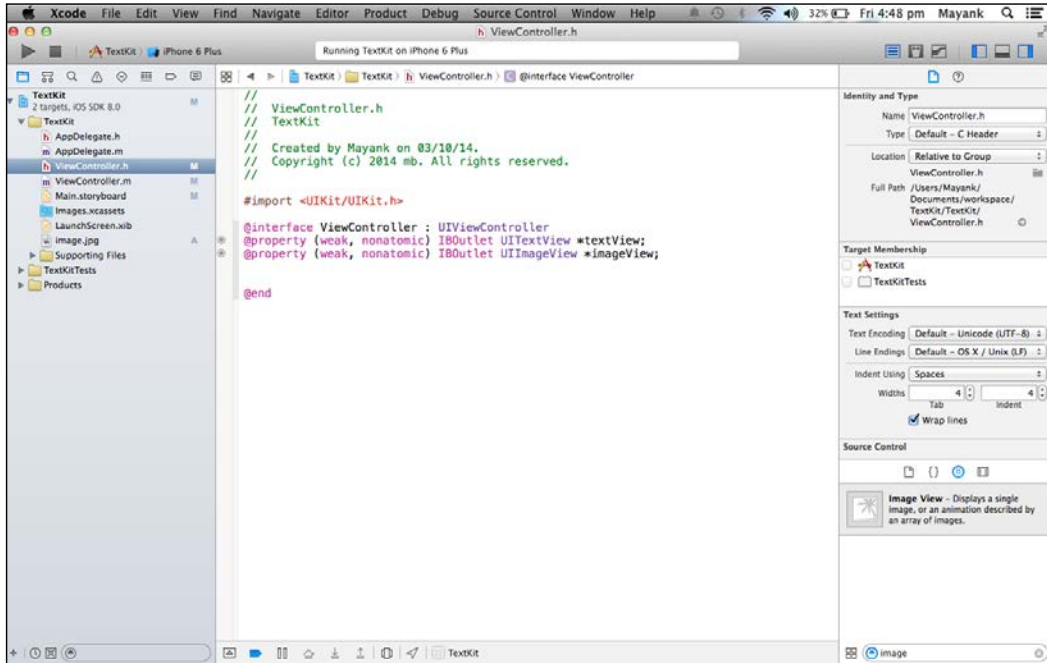 Xcode File Edit View Find Navigate Editor Product Debug Source Control Window Help 32% Fri 4:48 pm Mayank
h ViewController.h
TextKit iPhone 6 Plus Running TextKit on iPhone 6 Plus
TextKit TextKit h ViewController.h @interface ViewController
TextKit M
2 targets, iOS SDK 8.0
TextKit
h AppDelegate.h
m AppDelegate.m
h ViewController.h M
m ViewController.m M
Main.storyboard M
Images.xcassets
LaunchScreen.xib
image.jpg A
Supporting Files
TextKitTests
Products
//
// ViewController.h
// TextKit
//
// Created by Mayank on 03/10/14.
// Copyright (c) 2014 mb. All rights reserved.
//
#import <UIKit/UIKit.h>
@interface ViewController : UIViewController
@property (weak, nonatomic) IBOutlet UITextView *textView;
@property (weak, nonatomic) IBOutlet UIImageView *imageView;
@end
Identity and Type
Name ViewController.h
Type Default - C Header
Location Relative to Group
ViewController.h
Full Path /Users/Mayank/
Documents/workspace/
TextKit/TextKit/
ViewController.h
Target Membership
TextKit
TextKitTests
Text Settings
Text Encoding Default - Unicode (UTF-8)
Line Endings Default - OS X / Unix (LF)
Indent Using Spaces
Widths 4 4
Tab Indent
Wrap lines
Source Control
{}
Image View - Displays a single
image, or an animation described by
an array of images.
TextKit
image